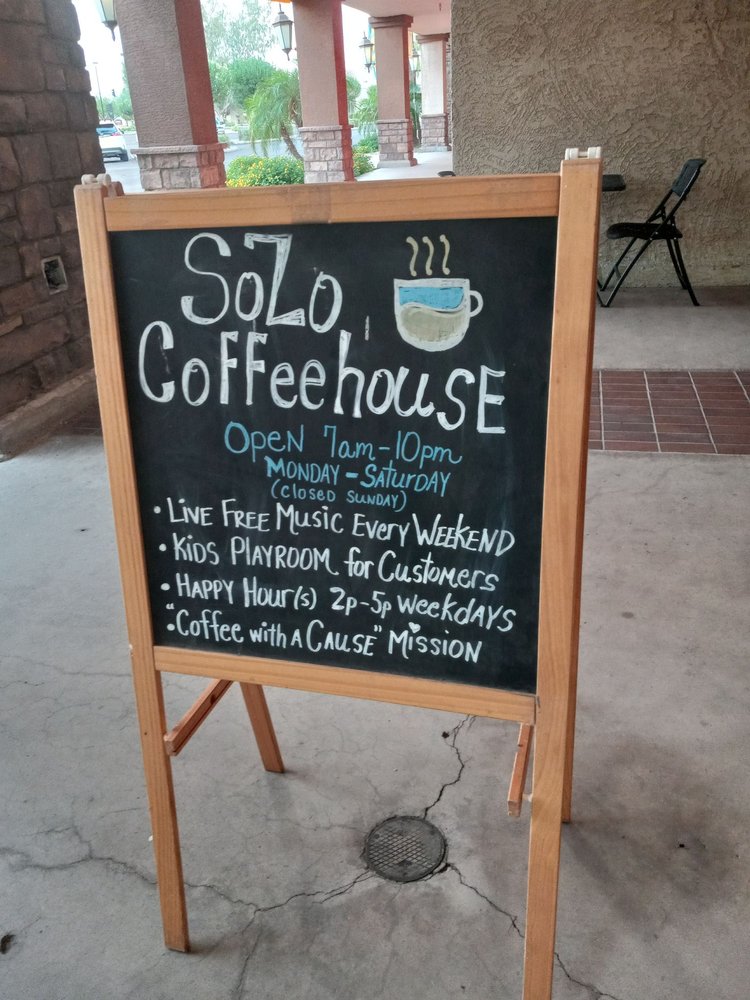 SoZo
CoffeehousE
OPEN 7am-10pm
MONDAY-SATURDAY
(CLOSED SUNDAY)
• LIVE FREE MUSIC EVERY WEEKEND
• KIDS PLAYROOM for CUSTOMERS
• HAPPY HOUR(S) 2p-5p WEEKDAYS
• "Coffee with A CAUSE" MISSION